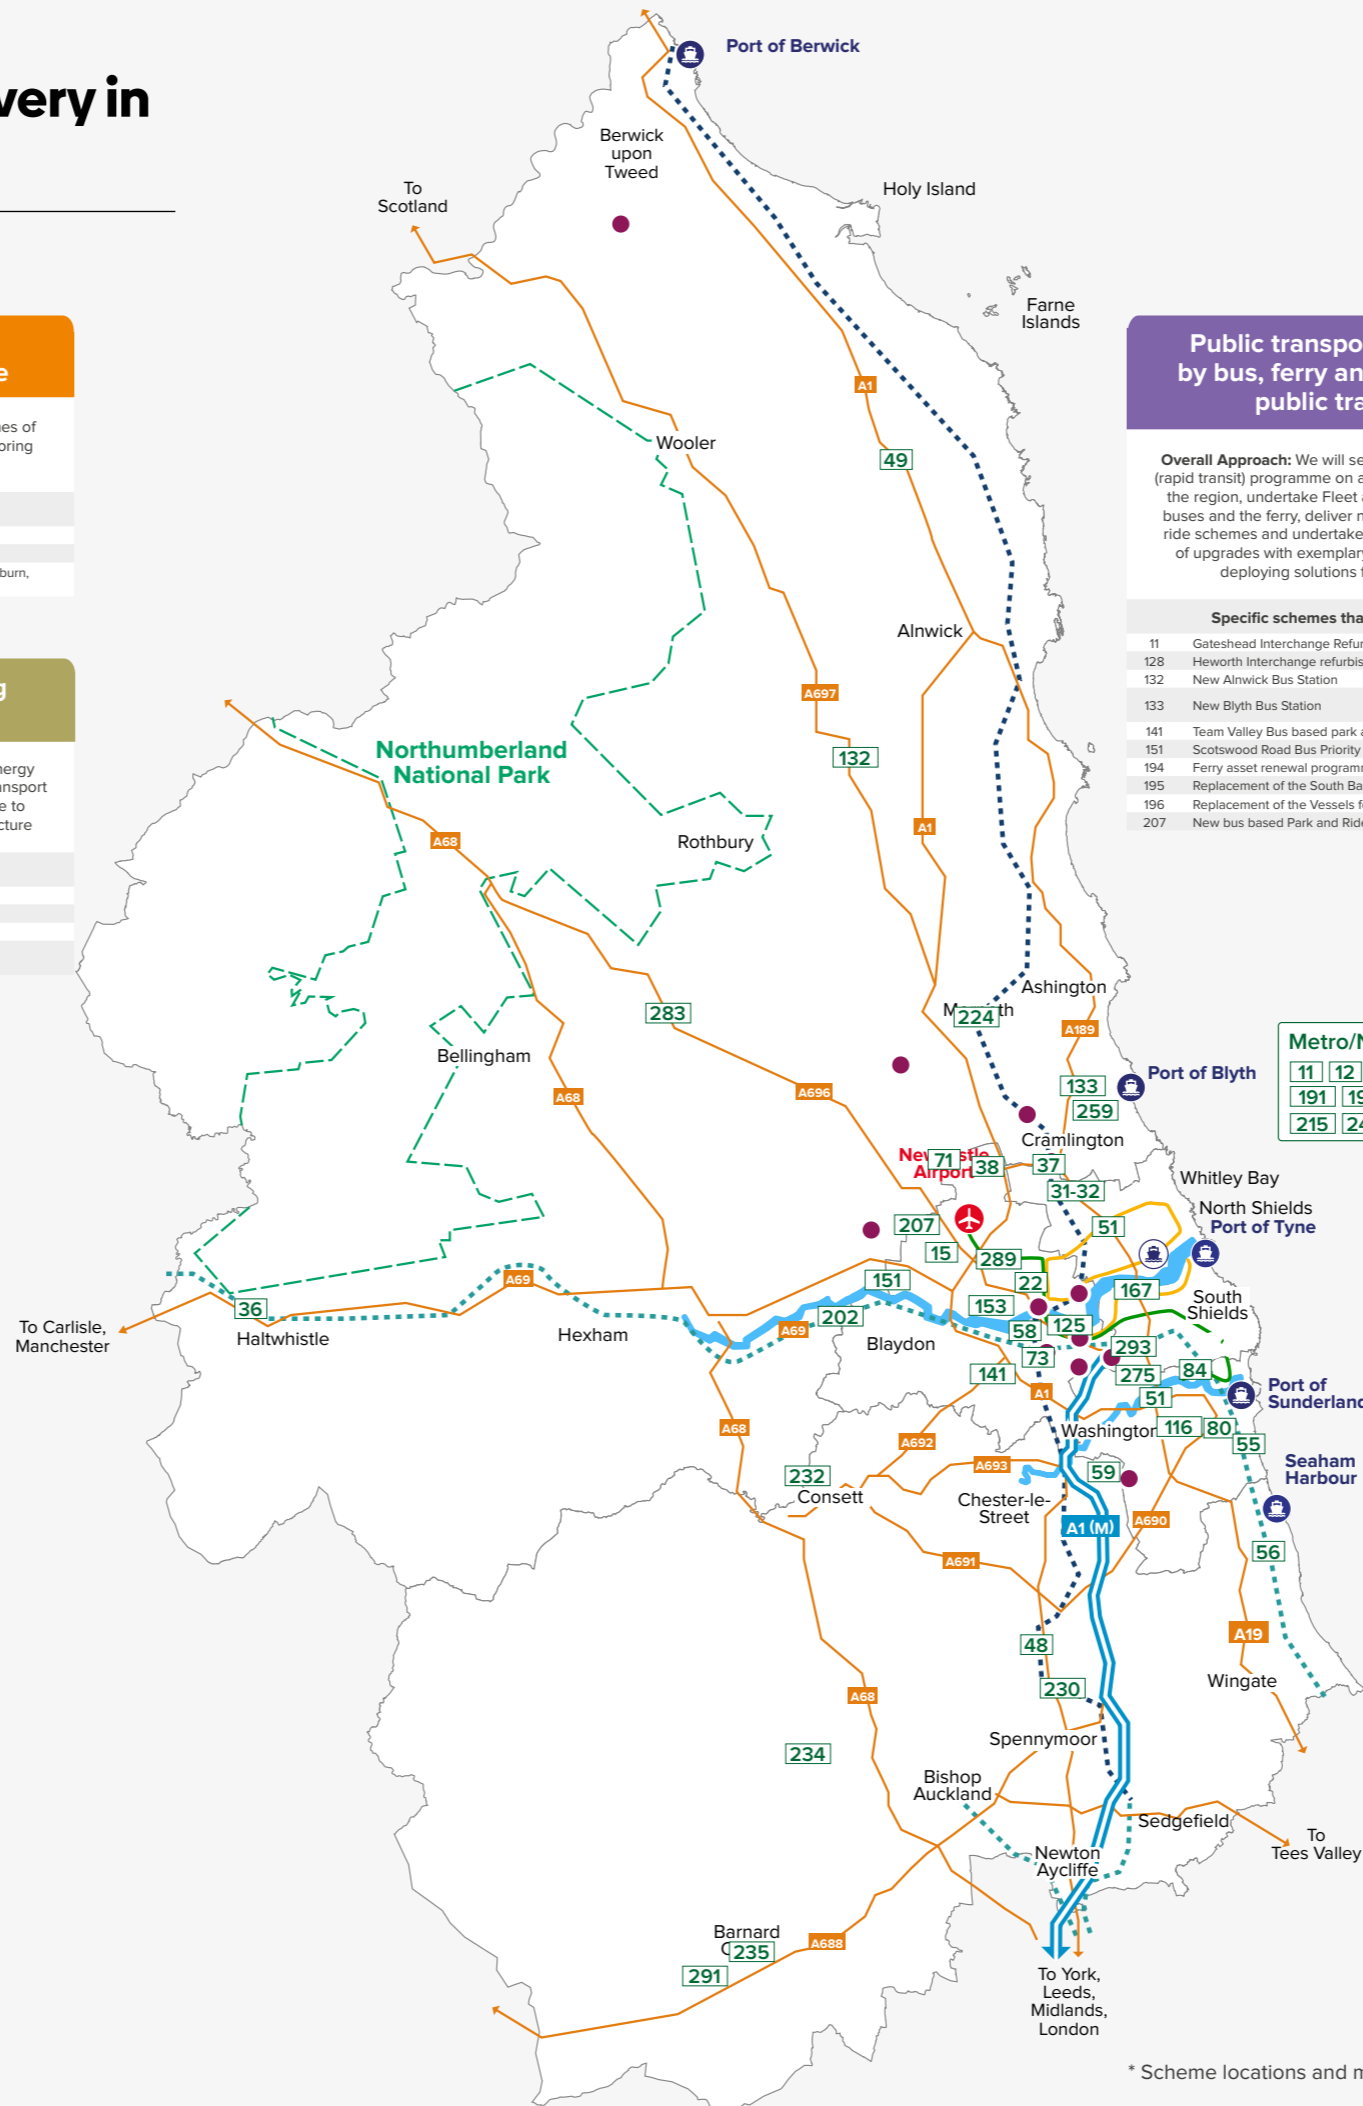 very in
Port of Berwick
Berwick
upon
Tweed
To
Scotland
Holy Island
Farne
Islands
e
es of
oring
burn,
Public transpo
by bus, ferry an
public tra
Overall Approach: We will se
(rapid transit) programme on a
the region, undertake Fleet a
buses and the ferry, deliver n
ride schemes and undertake
of upgrades with exemplary
deploying solutions f
Specific schemes tha
11 Gateshead Interchange Refur
128 Heworth Interchange refurbis
132 New Alnwick Bus Station
133 New Blyth Bus Station
141 Team Valley Bus based park a
151 Scotswood Road Bus Priority
194 Ferry asset renewal programm
195 Replacement of the South Ba
196 Replacement of the Vessels f
207 New bus based Park and Ride
A1
Wooler
49
Alnwick
g
nergy
ansport
e to
cture
A697
Northumberland
National Park
132
A1
A68
Rothbury
Ashington
283
224
A189
Bellingham
A68
A696
133
Port of Blyth
259
Metro/N
11 12
191 19
215 24
Cramlington
71
38
37
Airport
31-32
Whitley Bay
North Shields
Port of Tyne
207
51
15
289
22
A69
151
167
36
153
South
Shields
202
125
58
A69
To Carlisle,
Manchester
Haltwhistle
Hexham
Blaydon
73
293
141
275
84
A1
51
Port of
Sunderland
A68
A692
Washington
116
80
55
232
A693
59
Seaham
Harbour
Consett
Chester-le-
Street
A1 (M)
A690
A691
56
48
A19
230
Wingate
A68
234
Spennymoor
Bishop
Auckland
Sedgefield
To
Tees Valley
Newton
Aycliffe
Barnard
235
A688
291
To York,
Leeds,
Midlands,
London
* Scheme locations and m